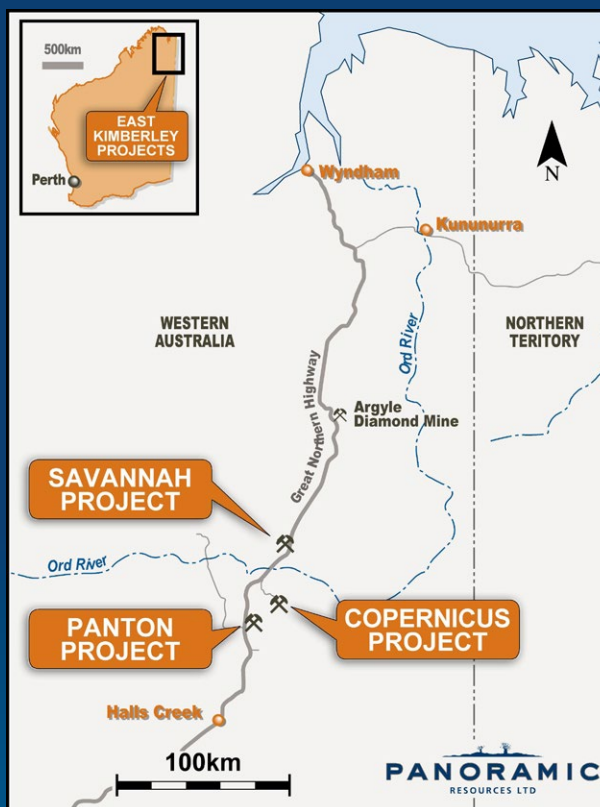 500km
EAST
KIMBERLEY
PROJECTS
Perth
N
Wyndham
Kununurra
WESTERN
AUSTRALIA
NORTHERN
TERITORY
Ord River
Great Northern Highway
Argyle
Diamond Mine
SAVANNAH
PROJECT
Ord River
PANTON
PROJECT
COPERNICUS
PROJECT
Halls Creek
100km
PANORAMIC
RESOURCES LTD